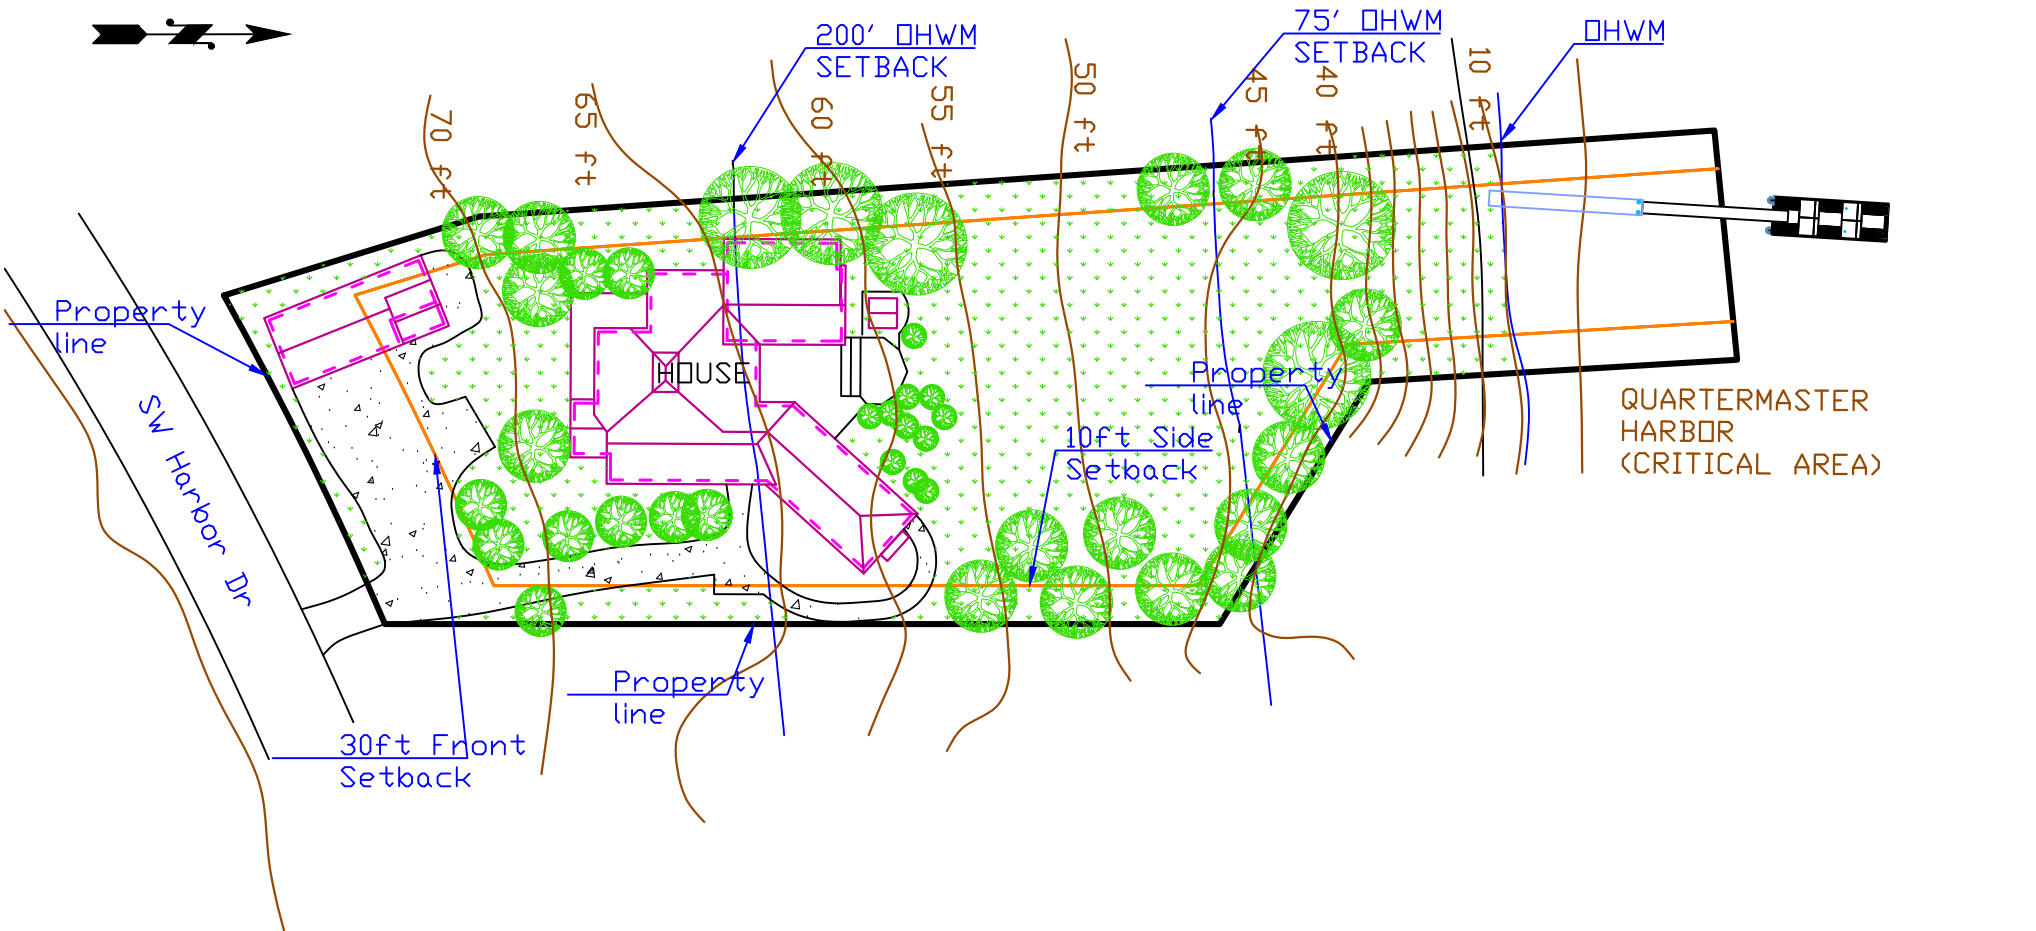 200' OHWM
SETBACK
75' OHWM
SETBACK
OHWM
70 ft
65 ft
60 ft
55 ft
50 ft
45 ft
40 ft
10 ft
Property
line
SW Harbor Dr
HOUSE
Property
line
10ft Side
Setback
QUARTERMASTER
HARBOR
(CRITICAL AREA)
Property
line
30ft Front
Setback